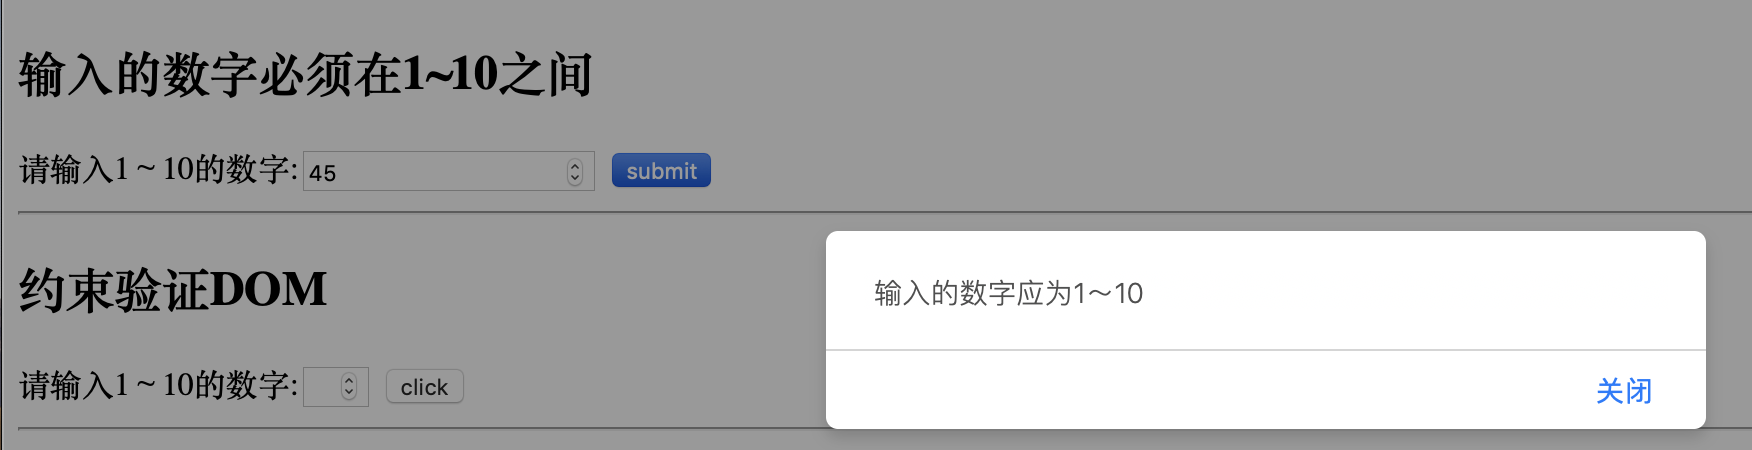 输入的数字必须在1~10之间
请输入1 ~ 10的数字: 45 submit
约束验证DOM
输入的数字应为1～10
请输入1 ~ 10的数字: click
关闭